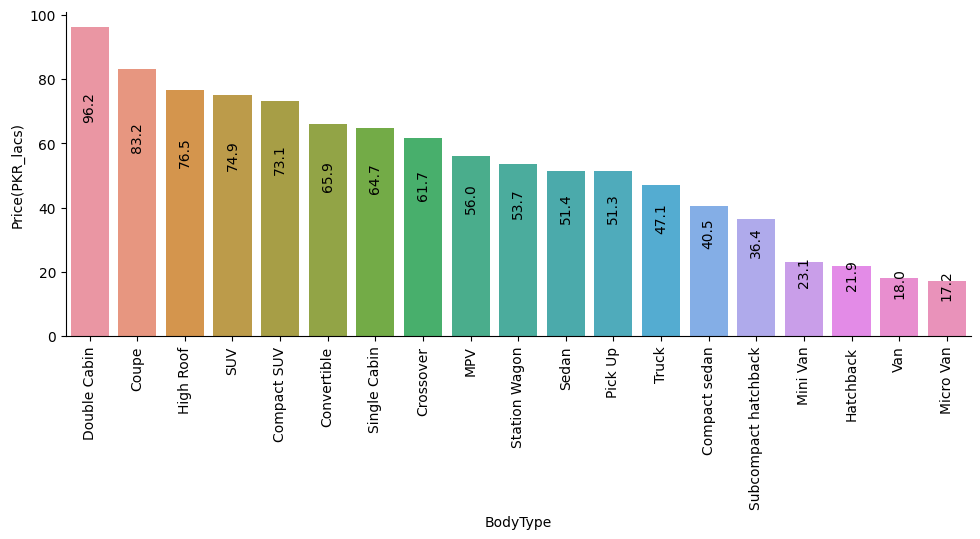 Price(PKR_lacs)
100
80
60
40
20
0
96.2
83.2
76.5
74.9
73.1
65.9
64.7
61.7
56.0
53.7
51.4
51.3
47.1
40.5
36.4
23.1
21.9
18.0
17.2
Double Cabin
Coupe
High Roof
SUV
Compact SUV
Convertible
Single Cabin
Crossover
MPV
Station Wagon
Sedan
Pick Up
Truck
Compact sedan
Subcompact hatchback
Mini Van
Hatchback
Van
Micro Van
BodyType